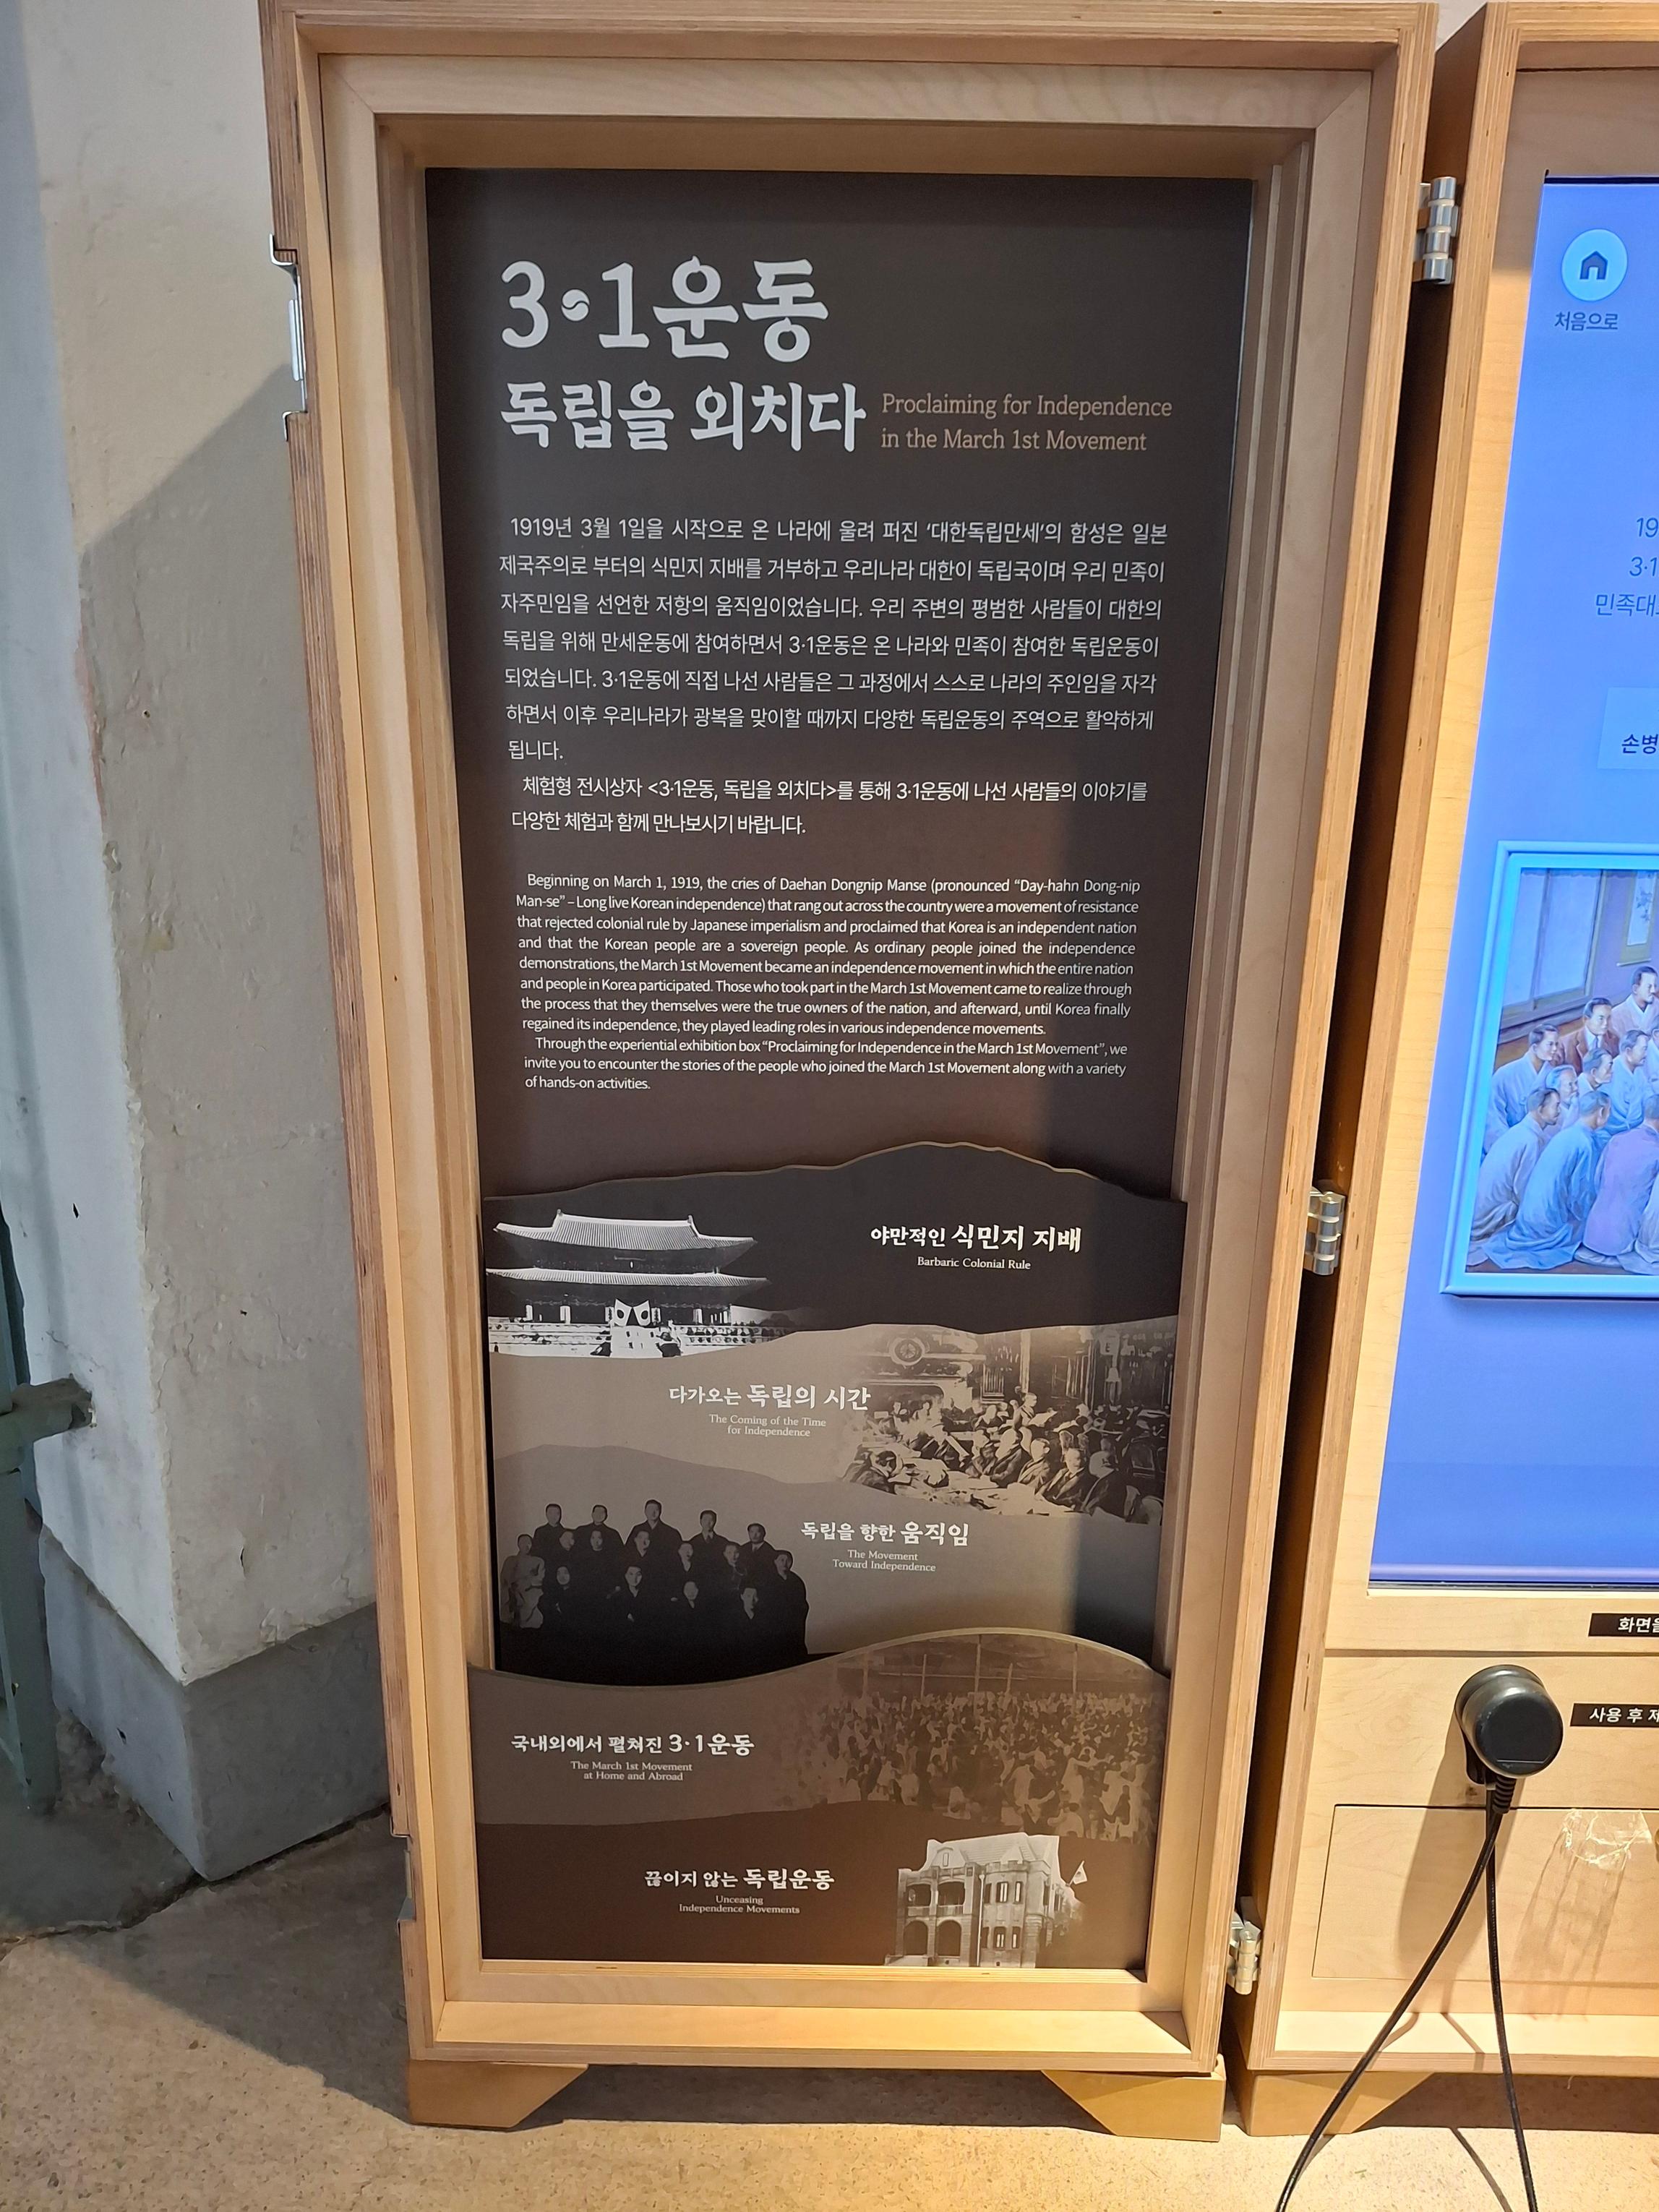 3·1운동
독립을 외치다
Proclaiming for Independence
in the March 1st Movement
1919년 3월 1일을 시작으로 온 나라에 울려 퍼진 ‘대한독립만세’의 함성은 일본
제국주의로 부터의 식민지 지배를 거부하고 우리나라 대한이 독립국이며 우리 민족이
자주민임을 선언한 저항의 움직임이었습니다. 우리 주변의 평범한 사람들이 대한의
독립을 위해 만세운동에 참여하면서 3·1운동은 온 나라와 민족이 참여한 독립운동이
되었습니다. 3·1운동에 직접 나선 사람들은 그 과정에서 스스로 나라의 주인임을 자각
하면서 이후 우리나라가 광복을 맞이할 때까지 다양한 독립운동의 주역으로 활약하게
됩니다.
체험형 전시상자 <3·1운동, 독립을 외치다>를 통해 3·1운동에 나선 사람들의 이야기를
다양한 체험과 함께 만나보시기 바랍니다.
Beginning on March 1, 1919, the cries of Daehan Dongnip Manse (pronounced “Day-hahn Dong-nip
Man-se” – Long live Korean independence) that rang out across the country were a movement of resistance
that rejected colonial rule by Japanese imperialism and proclaimed that Korea is an independent nation
and that the Korean people are a sovereign people. As ordinary people joined the independence
demonstrations, the March 1st Movement became an independence movement in which the entire nation
and people in Korea participated. Those who took part in the March 1st Movement came to realize through
the process that they themselves were the true owners of the nation, and afterward, until Korea finally
regained its independence, they played leading roles in various independence movements.
Through the experiential exhibition box “Proclaiming for Independence in the March 1st Movement”, we
invite you to encounter the stories of the people who joined the March 1st Movement along with a variety
of hands-on activities.
야만적인 식민지 지배
Barbaric Colonial Rule
다가오는 독립의 시간
The Coming of the Time
for Independence
독립을 향한 움직임
The Movement
Toward Independence
국내외에서 펼쳐진 3·1운동
The March 1st Movement
at Home and Abroad
끊이지 않는 독립운동
Unceasing
Independence Movements
처음으로
19
3·1
민족대
손병
화면을
사용 후